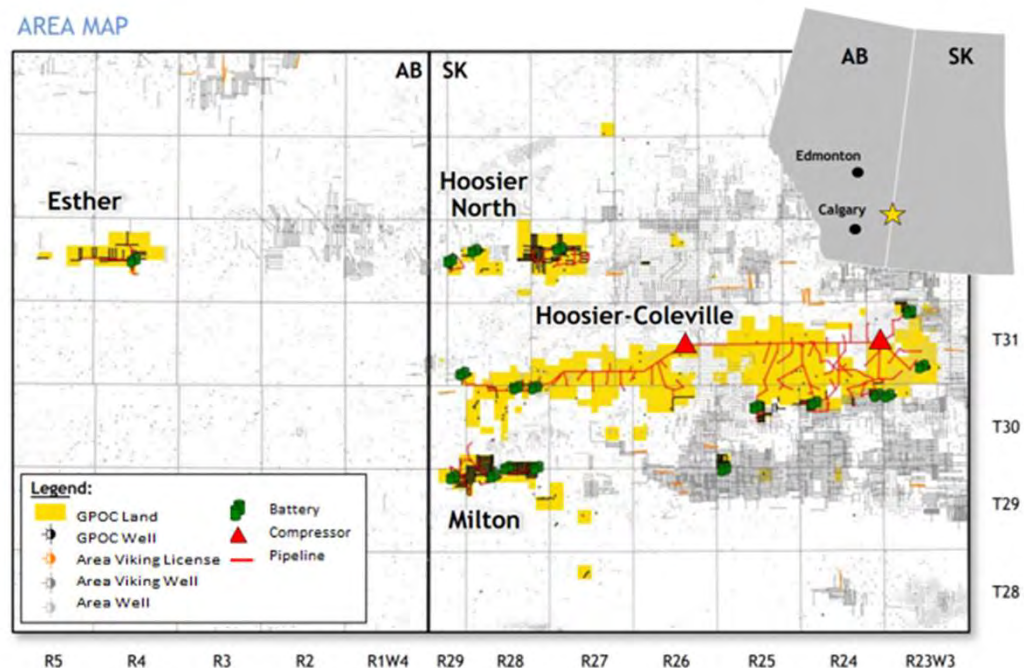 AREA MAP
AB SK
AB SK
Edmonton
Calgary
Esther
Hoosier
North
Hoosier-Coleville
Milton
T31
T30
T29
T28
Legend:
GPOC Land
GPOC Well
Area Viking License
Area Viking Well
Area Well
Battery
Compressor
Pipeline
R5 R4 R3 R2 R1W4 R29 R28 R27 R26 R25 R24 R23W3